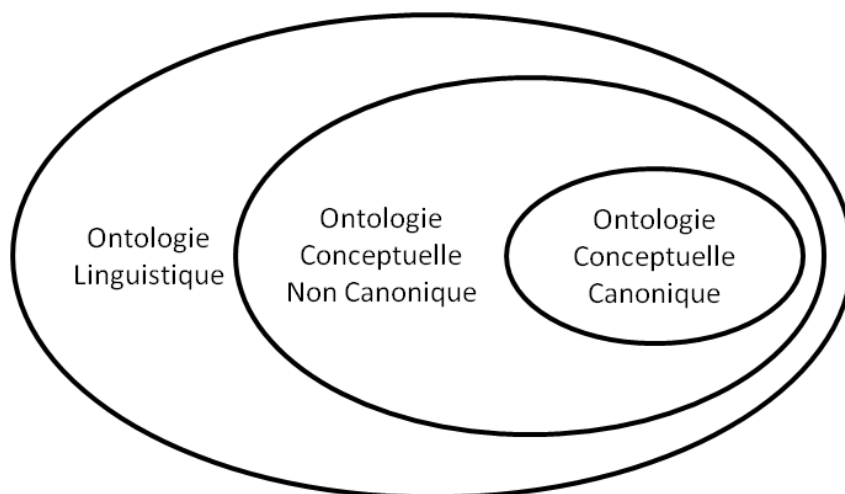 Ontologie
Linguistique
Ontologie
Conceptuelle
Non Canonique
Ontologie
Conceptuelle
Canonique